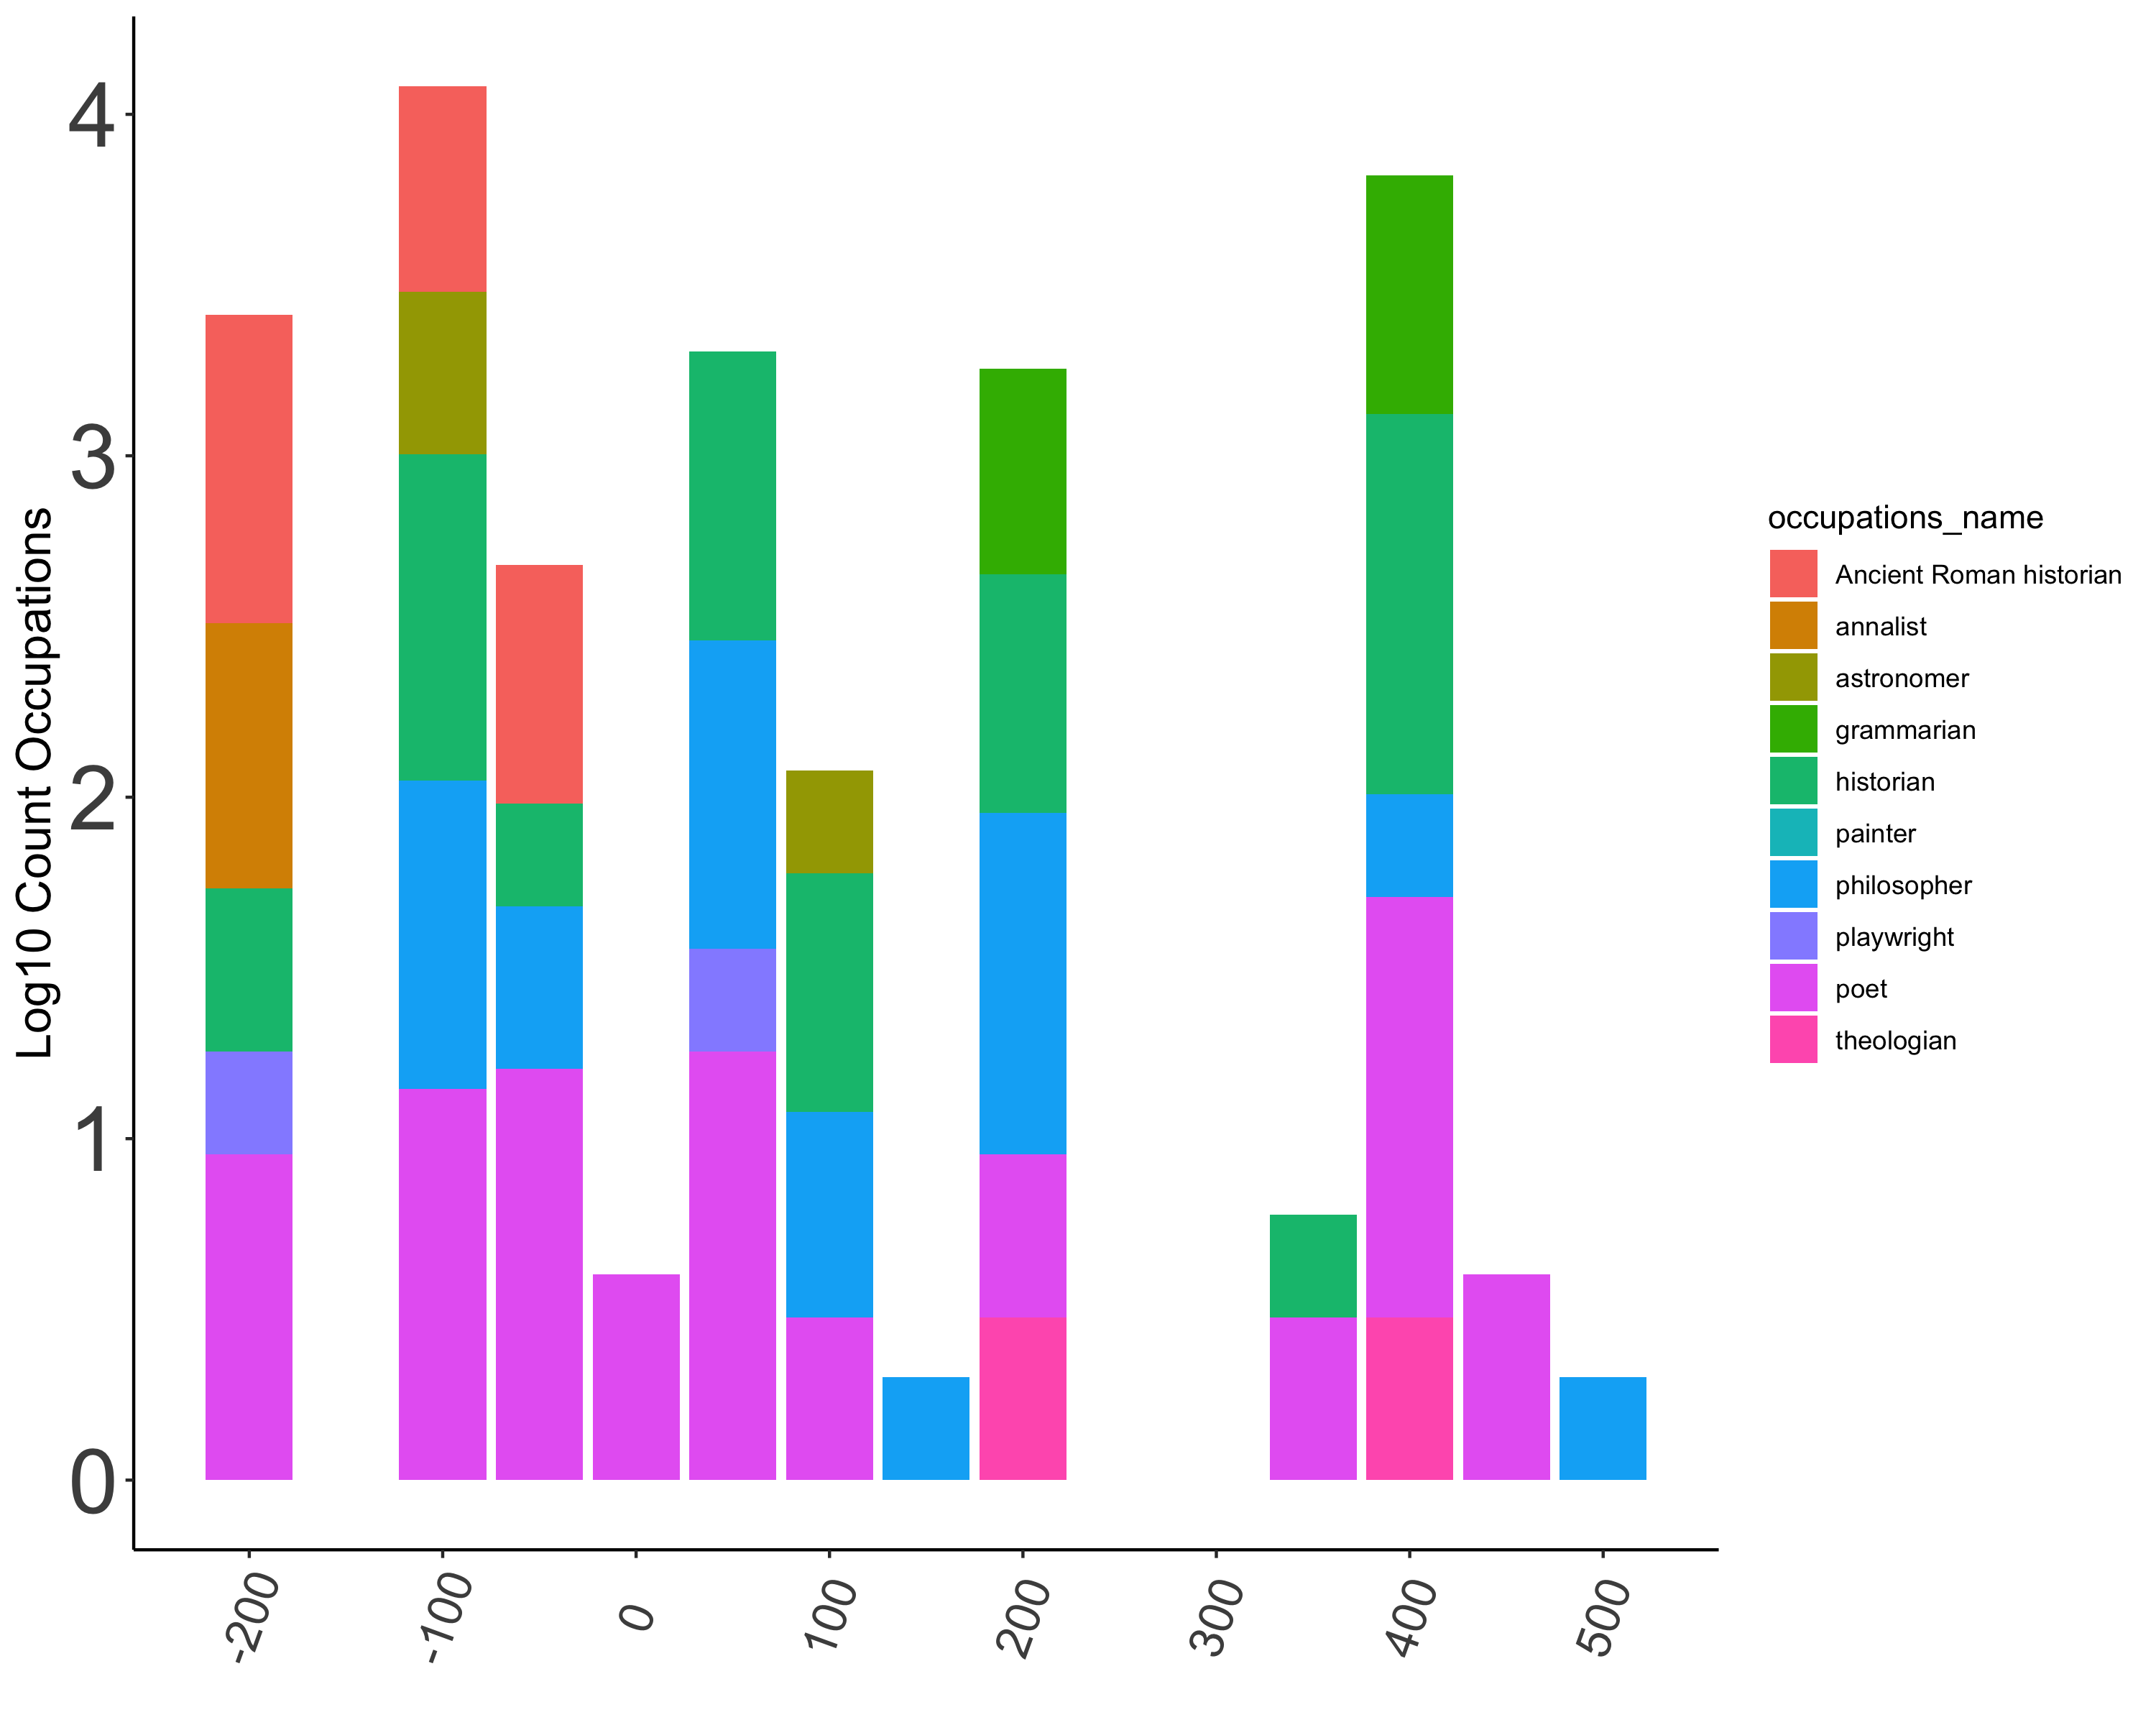 Log10 Count Occupations
4
3
2
1
0
-200
-100
0
100
200
300
400
500
occupations_name
Ancient Roman historian
annalist
astronomer
grammarian
historian
painter
philosopher
playwright
poet
theologian